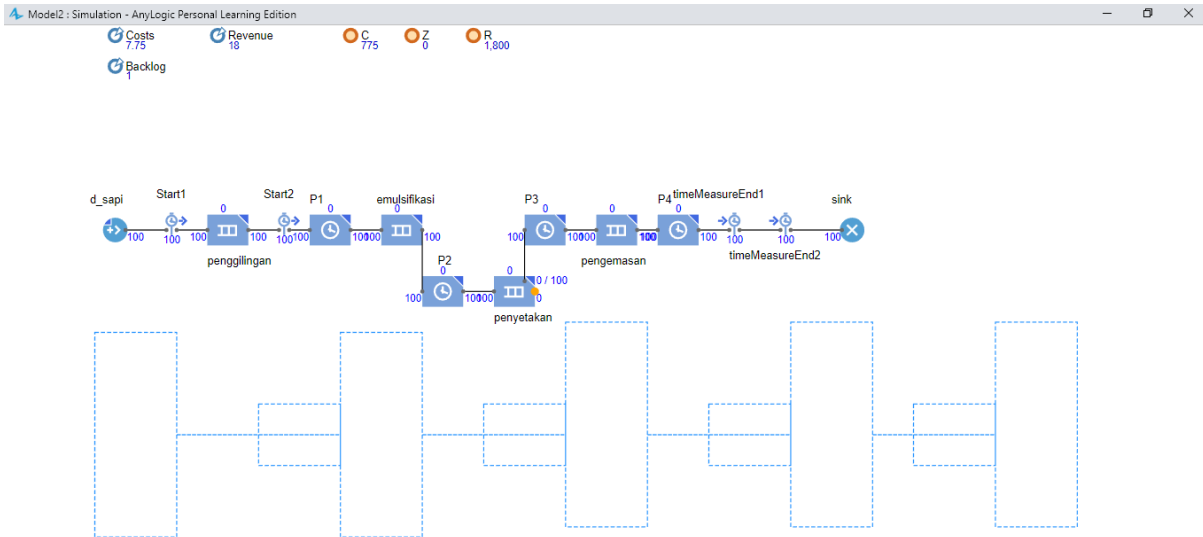 Model2 : Simulation - AnyLogic Personal Learning Edition
Costs
7.75
Revenue
18
C
775
Z
0
R
1,800
Backlog
1
d_sapi
100
Start1
100
penggilingan
0
100
100
Start2
100
P1
0
100
100
emulsifikasi
0
100
100
P2
0
100
100
penyetakan
0
100
0 / 100
0
P3
0
100
100
pengemasan
0
100
100
P4
0
100
100
timeMeasureEnd1
100
timeMeasureEnd2
100
sink
100